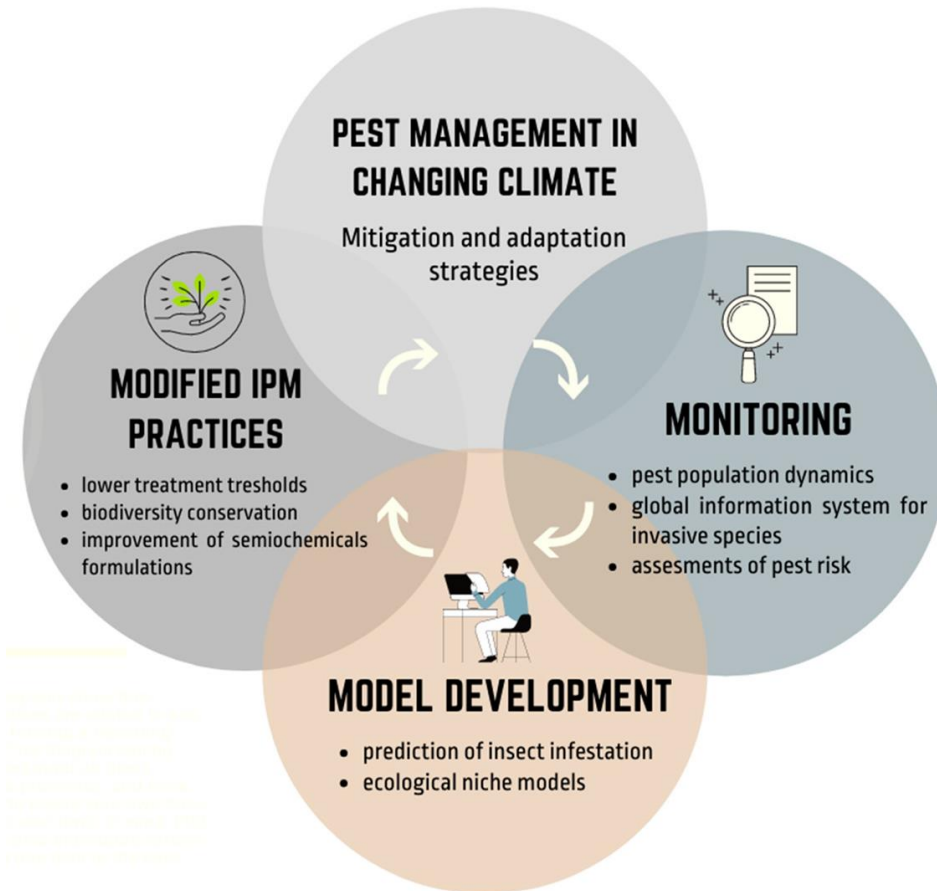 PEST MANAGEMENT IN
CHANGING CLIMATE
Mitigation and adaptation
strategies
MODIFIED IPM
PRACTICES
• lower treatment tresholds
• biodiversity conservation
• improvement of semiochemicals
formulations
MONITORING
• pest population dynamics
• global information system for
invasive species
• assesments of pest risk
MODEL DEVELOPMENT
• prediction of insect infestation
• ecological niche models